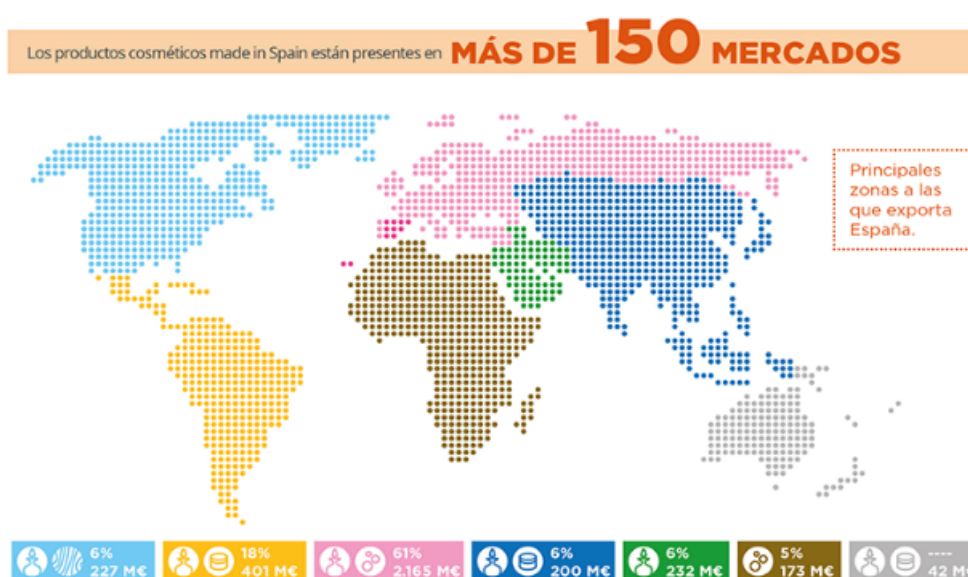 Los productos cosméticos made in Spain están presentes en MÁS DE 150 MERCADOS
Principales
zonas a las
que exporta
España.
6%
227 M€
18%
401 M€
61%
2.165 M€
6%
200 M€
6%
232 M€
5%
173 M€
----
42 M€